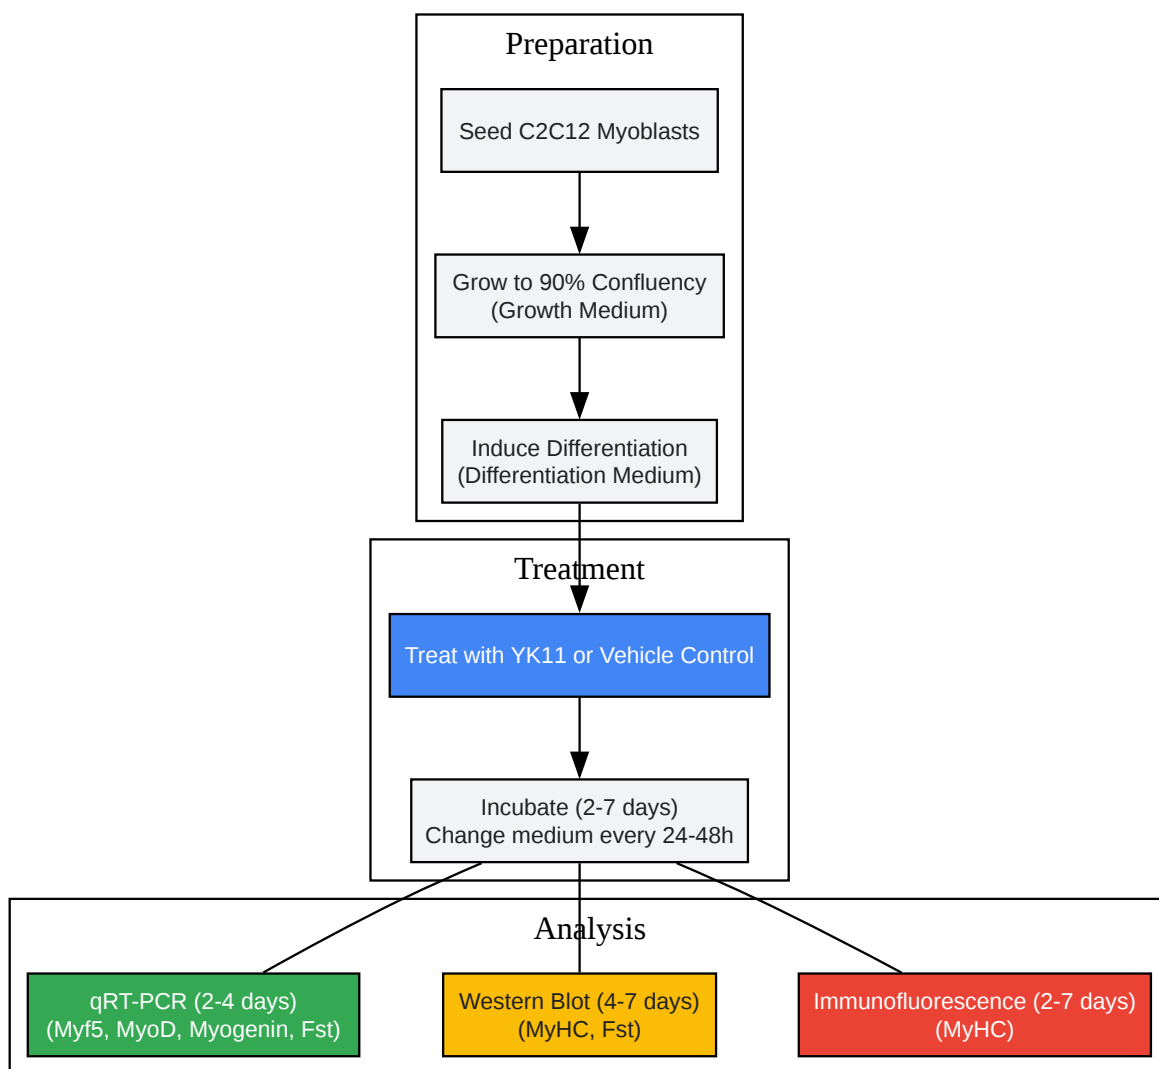 Preparation
Seed C2C12 Myoblasts
Grow to 90% Confluency
(Growth Medium)
Induce Differentiation
(Differentiation Medium)
Treatment
Treat with YK11 or Vehicle Control
Incubate (2-7 days)
Change medium every 24-48h
Analysis
qRT-PCR (2-4 days)
(Myf5, MyoD, Myogenin, Fst)
Western Blot (4-7 days)
(MyHC, Fst)
Immunofluorescence (2-7 days)
(MyHC)